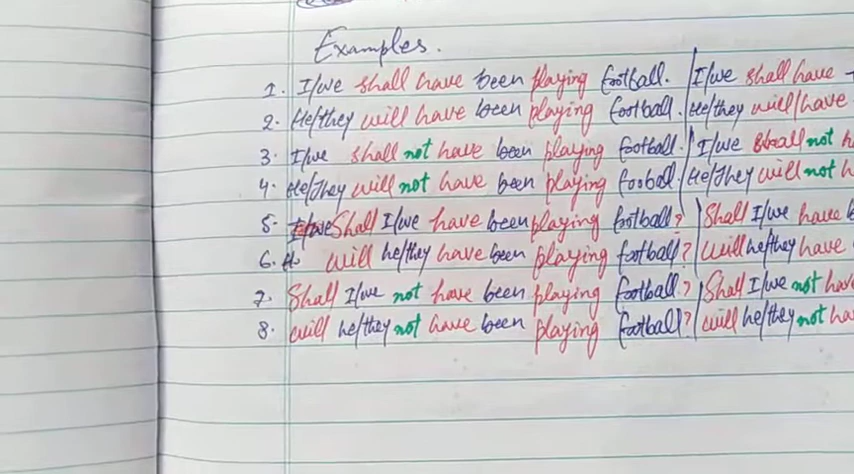 Examples.
1. I/we shall have been playing football. | I/we shall have
2. He/they will have been playing football. | He/they will/have
3. I/we shall not have been playing football. | I/we shall not h
4. He/They will not have been playing fooball. | He/They will not h
5. I/we Shall I/we have been playing football? | Shall I/we have b
6. H will he/they have been playing football? | will he/they have
7. Shall I/we not have been playing football? | Shall I/we not have
8. will he/they not have been playing football? | will he/they not ha